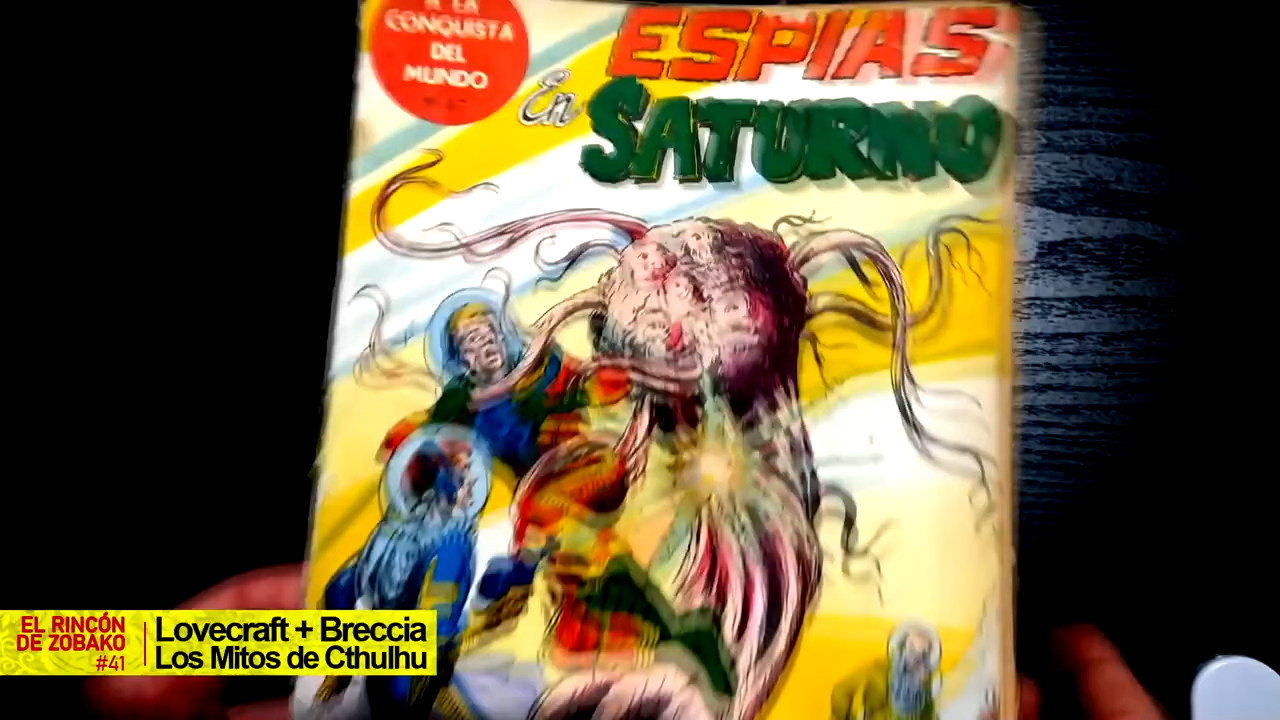 A LA
CONQUISTA
DEL
MUNDO
ESPIAS
En SATURNO
EL RINCÓN
DE ZOBAKO
#41
Lovecraft + Breccia
Los Mitos de Cthulhu